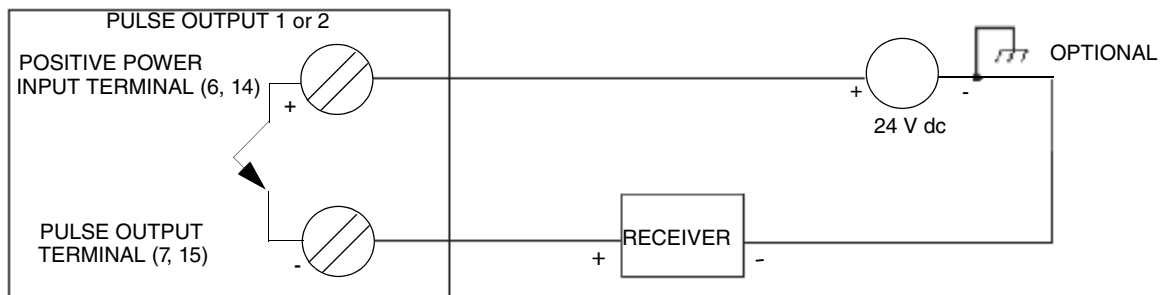 PULSE OUTPUT 1 or 2
POSITIVE POWER
INPUT TERMINAL (6, 14)
+
+
-
OPTIONAL
24 V dc
PULSE OUTPUT
TERMINAL (7, 15)
-
+
RECEIVER
-